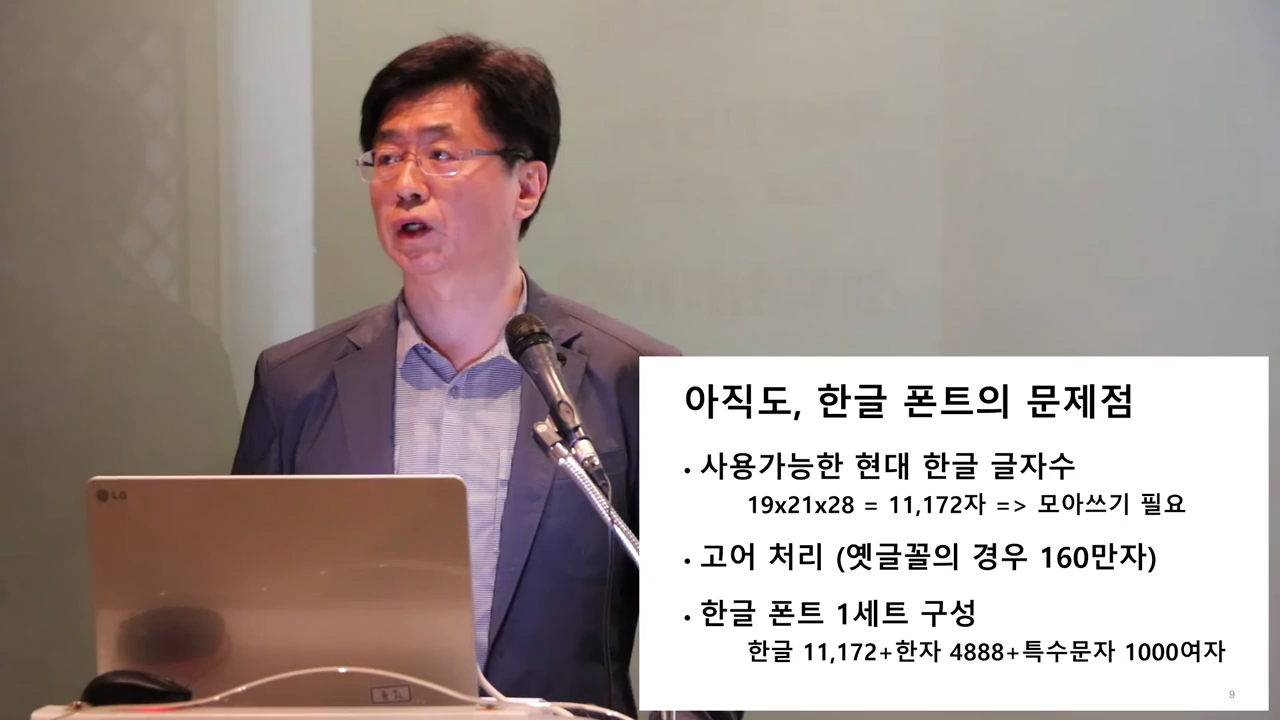 아직도, 한글 폰트의 문제점
• 사용가능한 현대 한글 글자수
19x21x28 = 11,172자 => 모아쓰기 필요
• 고어 처리 (옛글꼴의 경우 160만자)
• 한글 폰트 1세트 구성
한글 11,172+한자 4888+특수문자 1000여자
9
LG